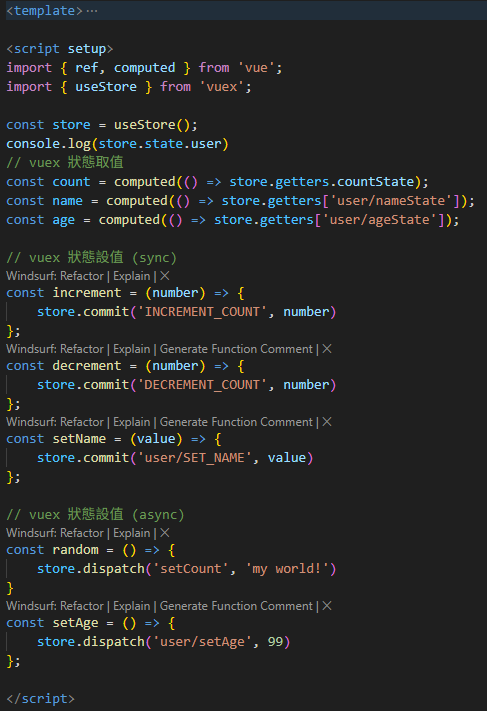 <template>…
<script setup>
import { ref, computed } from 'vue';
import { useStore } from 'vuex';
const store = useStore();
console.log(store.state.user)
// vuex 狀態取值
const count = computed(() => store.getters.countState);
const name = computed(() => store.getters['user/nameState']);
const age = computed(() => store.getters['user/ageState']);
// vuex 狀態設值 (sync)
Windsurf: Refactor | Explain | ×
const increment = (number) => {
    store.commit('INCREMENT_COUNT', number)
};
Windsurf: Refactor | Explain | Generate Function Comment | ×
const decrement = (number) => {
    store.commit('DECREMENT_COUNT', number)
};
Windsurf: Refactor | Explain | Generate Function Comment | ×
const setName = (value) => {
    store.commit('user/SET_NAME', value)
};
// vuex 狀態設值 (async)
Windsurf: Refactor | Explain | ×
const random = () => {
    store.dispatch('setCount', 'my world!')
}
Windsurf: Refactor | Explain | Generate Function Comment | ×
const setAge = () => {
    store.dispatch('user/setAge', 99)
};
</script>